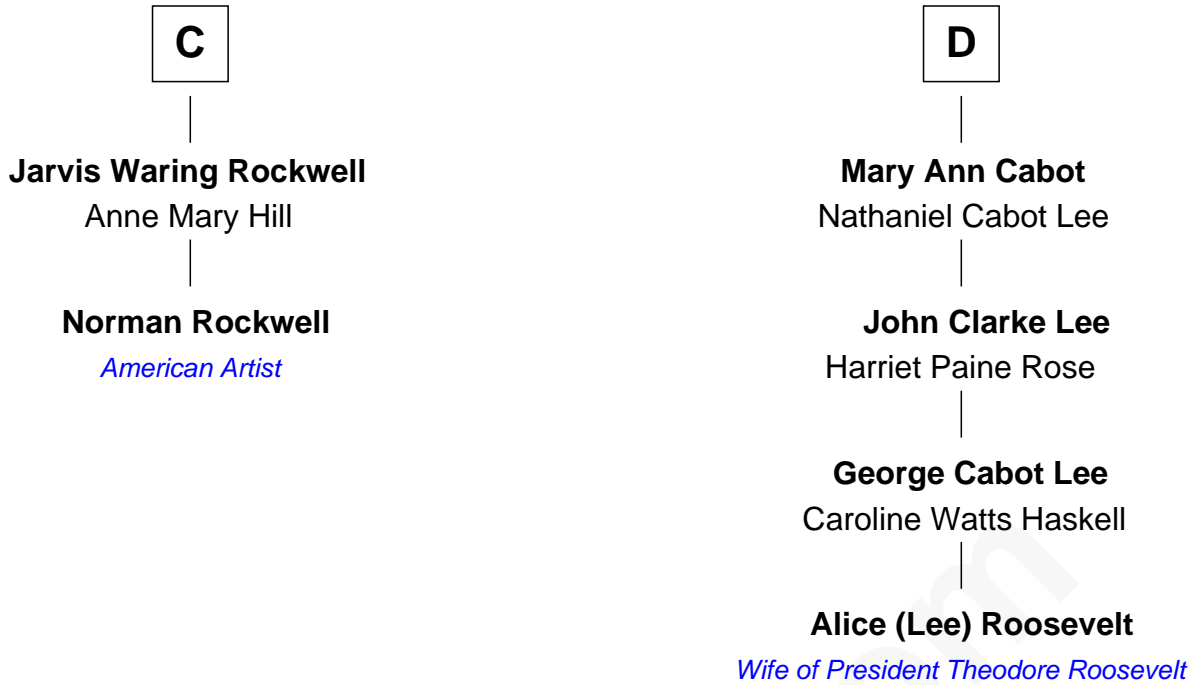 C
Jarvis Waring Rockwell
Anne Mary Hill
Norman Rockwell
American Artist
D
Mary Ann Cabot
Nathaniel Cabot Lee
John Clarke Lee
Harriet Paine Rose
George Cabot Lee
Caroline Watts Haskell
Alice (Lee) Roosevelt
Wife of President Theodore Roosevelt